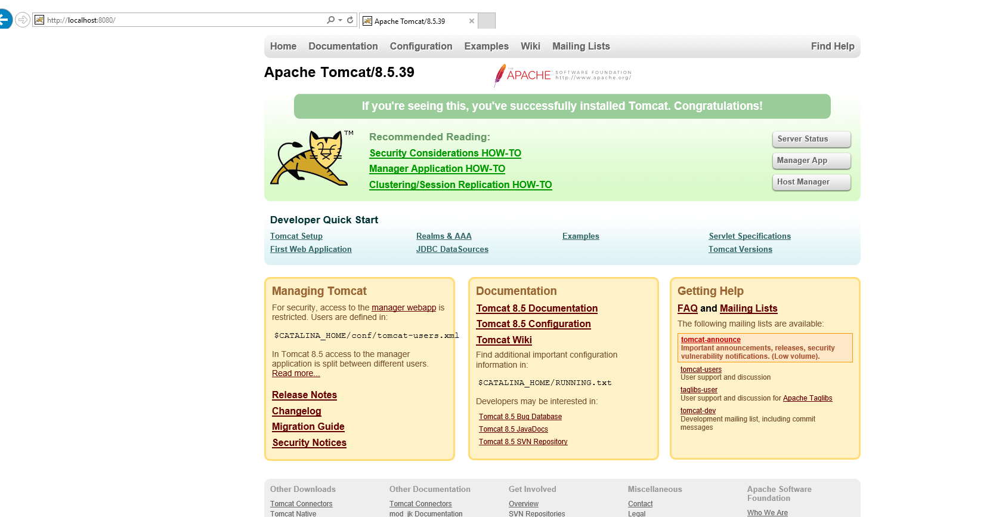 http://localhost:8080/
Apache Tomcat/8.5.39
Home Documentation Configuration Examples Wiki Mailing Lists Find Help
Apache Tomcat/8.5.39
THE
APACHE SOFTWARE FOUNDATION
http://www.apache.org/
If you're seeing this, you've successfully installed Tomcat. Congratulations!
TM
Recommended Reading:
Security Considerations HOW-TO
Manager Application HOW-TO
Clustering/Session Replication HOW-TO
Server Status
Manager App
Host Manager
Developer Quick Start
Tomcat Setup
First Web Application
Realms & AAA
JDBC DataSources
Examples
Servlet Specifications
Tomcat Versions
Managing Tomcat
For security, access to the manager webapp is
restricted. Users are defined in:
$CATALINA_HOME/conf/tomcat-users.xml
In Tomcat 8.5 access to the manager
application is split between different users.
Read more...
Release Notes
Changelog
Migration Guide
Security Notices
Documentation
Tomcat 8.5 Documentation
Tomcat 8.5 Configuration
Tomcat Wiki
Find additional important configuration
information in:
$CATALINA_HOME/RUNNING.txt
Developers may be interested in:
Tomcat 8.5 Bug Database
Tomcat 8.5 JavaDocs
Tomcat 8.5 SVN Repository
Getting Help
FAQ and Mailing Lists
The following mailing lists are available:
tomcat-announce
Important announcements, releases, security
vulnerability notifications. (Low volume).
tomcat-users
User support and discussion
taglibs-user
User support and discussion for Apache Taglibs
tomcat-dev
Development mailing list, including commit
messages
Other Downloads
Tomcat Connectors
Tomcat Native
Other Documentation
Tomcat Connectors
mod_jk Documentation
Get Involved
Overview
SVN Repositories
Miscellaneous
Contact
Legal
Apache Software
Foundation
Who We Are